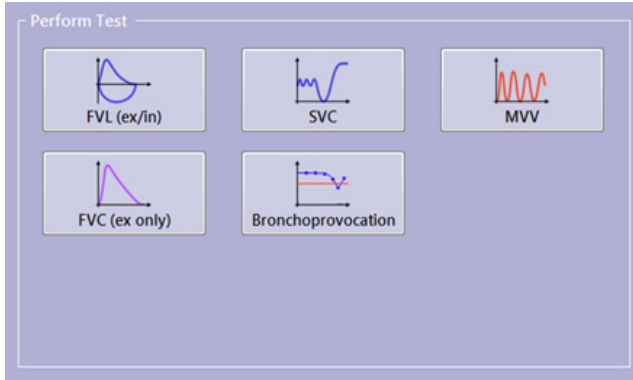 Perform Test
FVL (ex/in)
SVC
MVV
FVC (ex only)
Bronchoprovocation